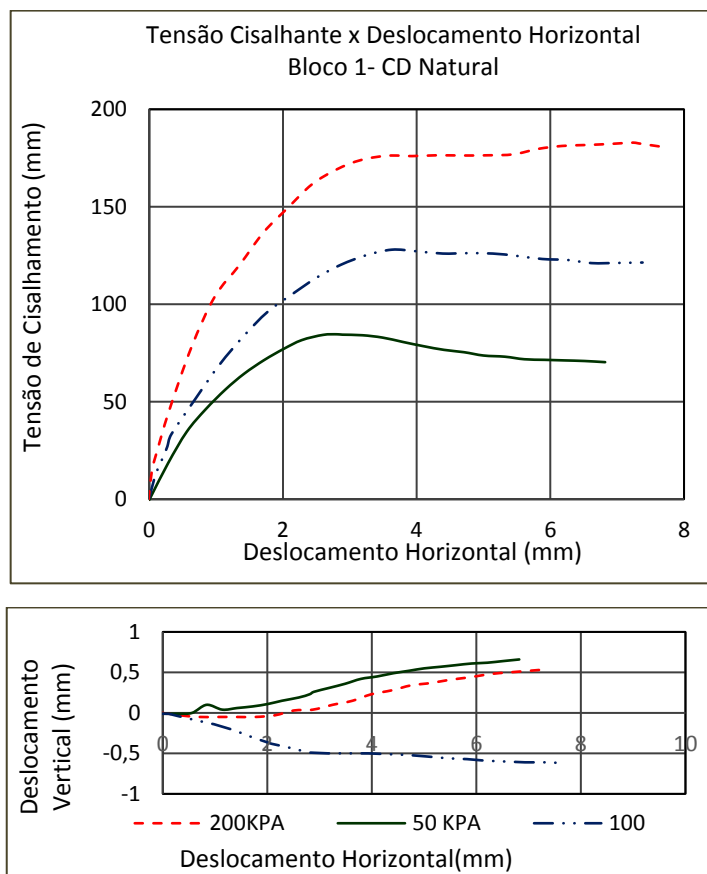 Tensão Cisalhante x Deslocamento Horizontal
Bloco 1- CD Natural
Tensão de Cisalhamento (mm)
200
150
100
50
0
0 2 4 6 8
Deslocamento Horizontal (mm)
Deslocamento
Vertical (mm)
1
0,5
0
-0,5
-1
0 2 4 6 8 10
200KPA 50 KPA 100
Deslocamento Horizontal(mm)